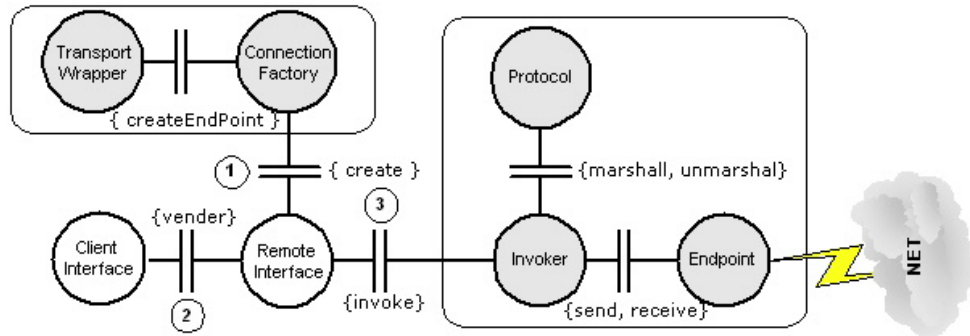 Transport
Wrapper
Connection
Factory
{ createEndPoint }
Protocol
1
{ create }
{marshall, unmarshal}
3
{vender}
Client
Interface
Remote
Interface
Invoker
Endpoint
NET
2
{invoke}
{send, receive}